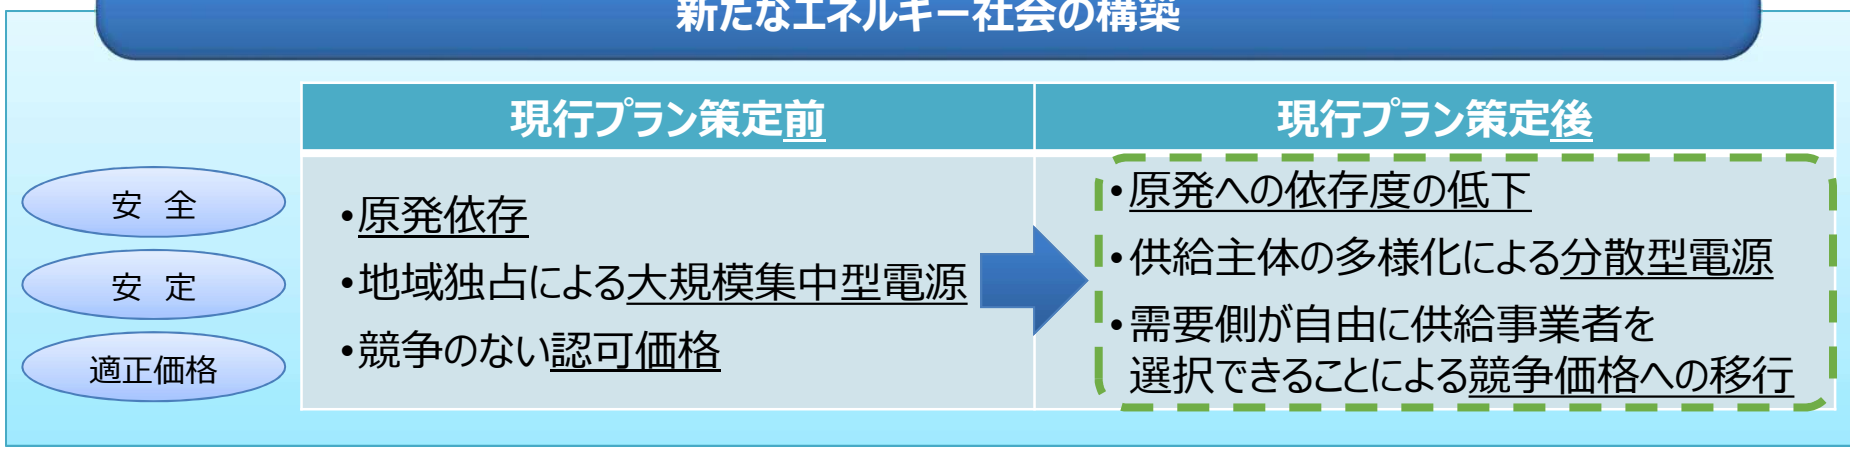 新たなエネルギー社会の構築
現行プラン策定前
現行プラン策定後
安 全
安 定
適正価格
•原発依存
•地域独占による大規模集中型電源
•競争のない認可価格
•原発への依存度の低下
•供給主体の多様化による分散型電源
•需要側が自由に供給事業者を
選択できることによる競争価格への移行